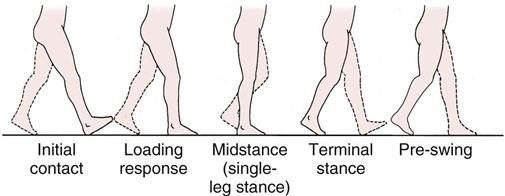 Initial
contact
Loading
response
Midstance
(single-
leg stance)
Terminal
stance
Pre-swing